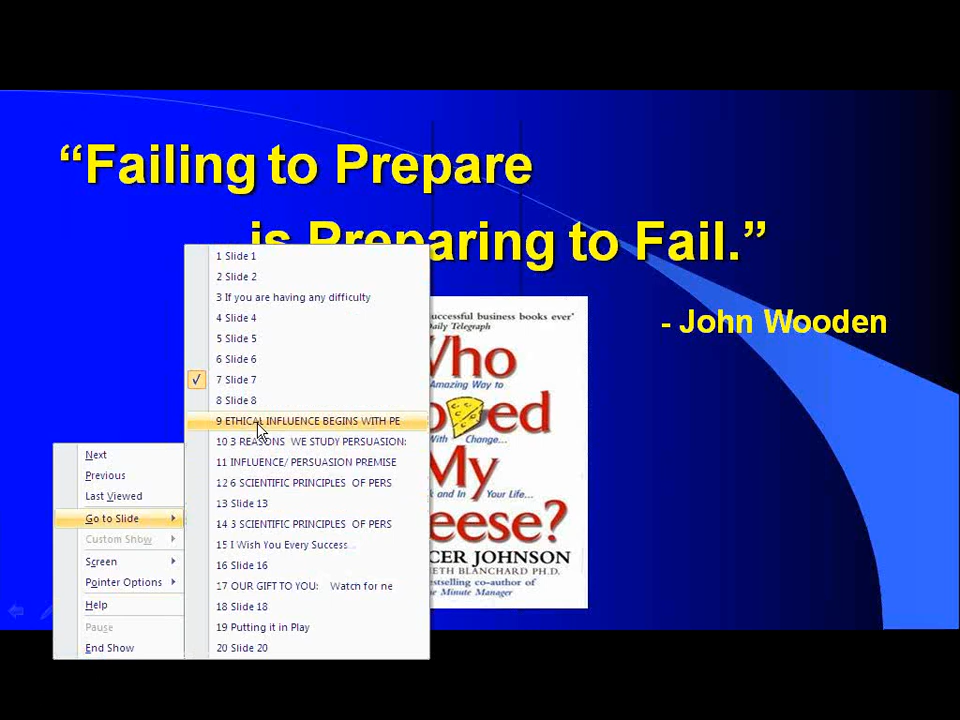 “Failing to Prepare
is Preparing to Fail.”
- John Wooden
successful business books ever’
Daily Telegraph
Who
Amazing Way to
ed
With Change...
My
and In Your Life...
eese?
CER JOHNSON
ETH BLANCHARD PH.D.
bestselling co-author of
One Minute Manager
1 Slide 1
2 Slide 2
3 If you are having any difficulty
4 Slide 4
5 Slide 5
6 Slide 6
7 Slide 7
8 Slide 8
9 ETHICAL INFLUENCE BEGINS WITH PE
10 3 REASONS WE STUDY PERSUASION:
11 INFLUENCE/ PERSUASION PREMISE
12 6 SCIENTIFIC PRINCIPLES OF PERS
13 Slide 13
14 3 SCIENTIFIC PRINCIPLES OF PERS
15 I Wish You Every Success...
16 Slide 16
17 OUR GIFT TO YOU: Watch for ne
18 Slide 18
19 Putting it in Play
20 Slide 20
Next
Previous
Last Viewed
Go to Slide
Custom Show
Screen
Pointer Options
Help
Pause
End Show